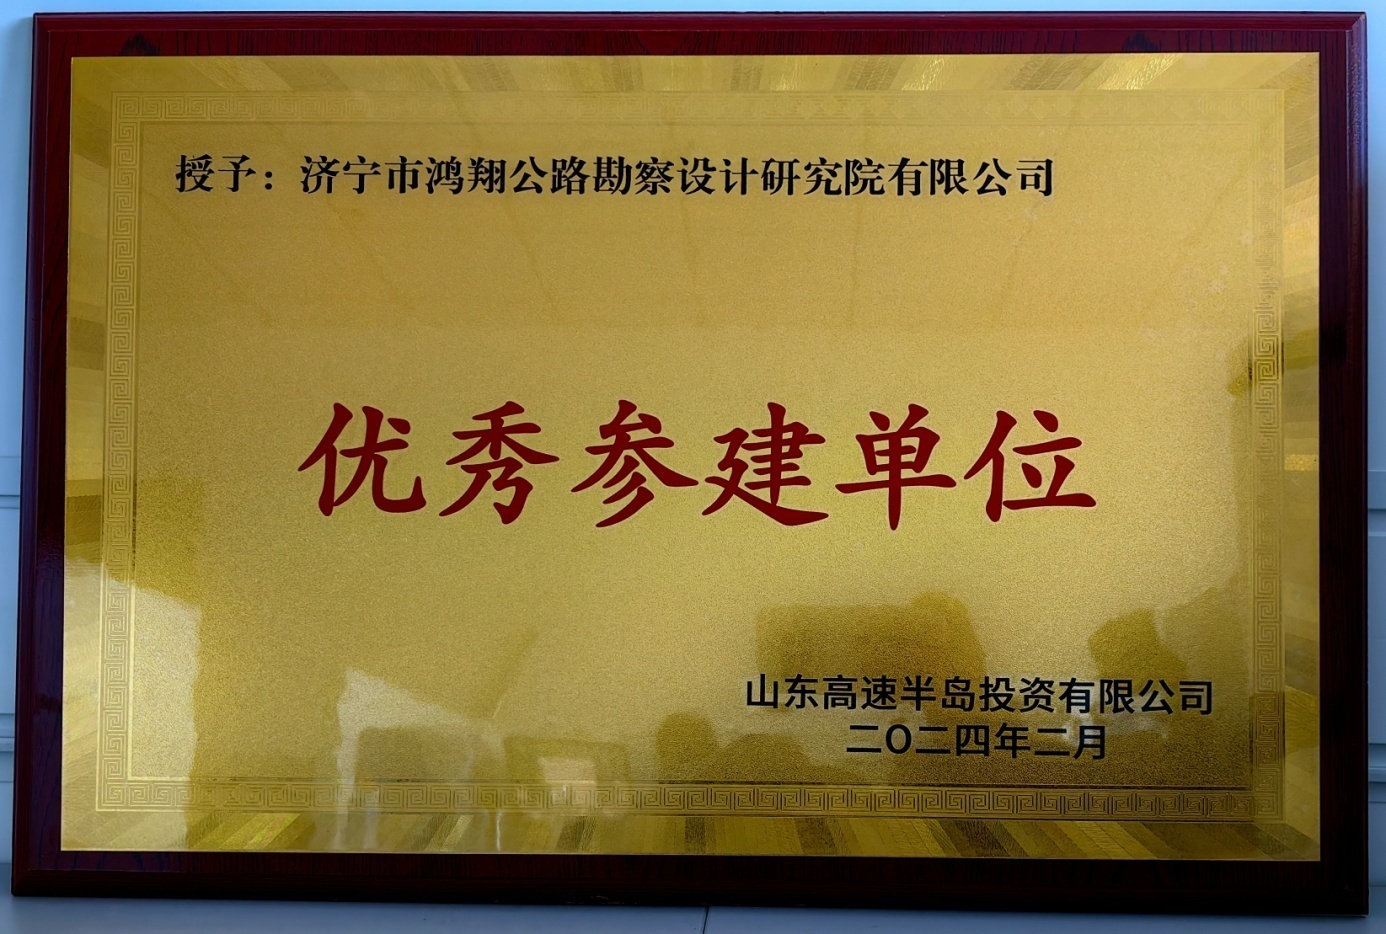 授予：济宁市鸿翔公路勘察设计研究院有限公司
优秀参建单位
山东高速半岛投资有限公司
二〇二四年二月